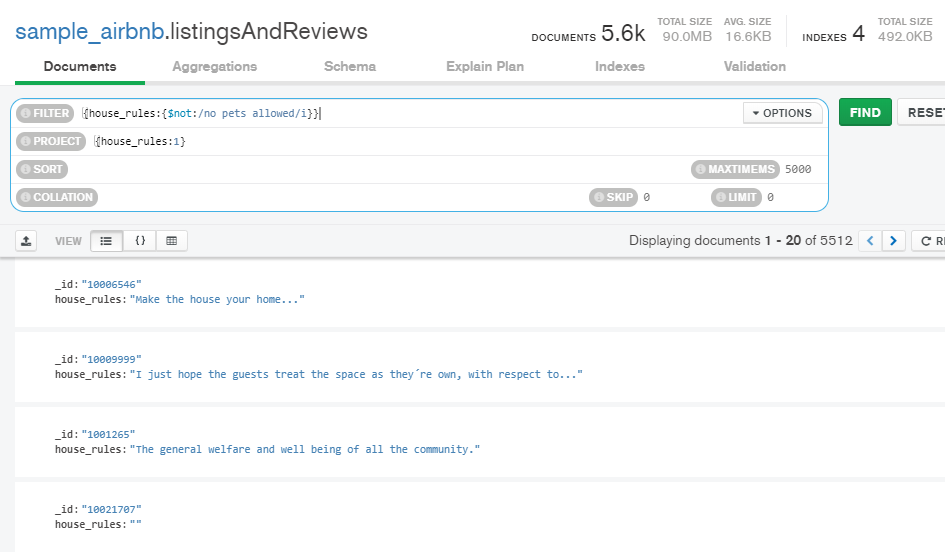 sample_airbnb.listingsAndReviews
DOCUMENTS 5.6k TOTAL SIZE 90.0MB AVG. SIZE 16.6KB INDEXES 4 TOTAL SIZE 492.0KB
Documents Aggregations Schema Explain Plan Indexes Validation
FILTER {house_rules:{$not:/no pets allowed/i}} OPTIONS FIND RESET
PROJECT {house_rules:1}
SORT MAXTIMEMS 5000
COLLATION SKIP 0 LIMIT 0
VIEW {} Displaying documents 1 - 20 of 5512 < > C R
_id: "10006546"
house_rules: "Make the house your home..."
_id: "10009999"
house_rules: "I just hope the guests treat the space as they´re own, with respect to..."
_id: "1001265"
house_rules: "The general welfare and well being of all the community."
_id: "10021707"
house_rules: ""